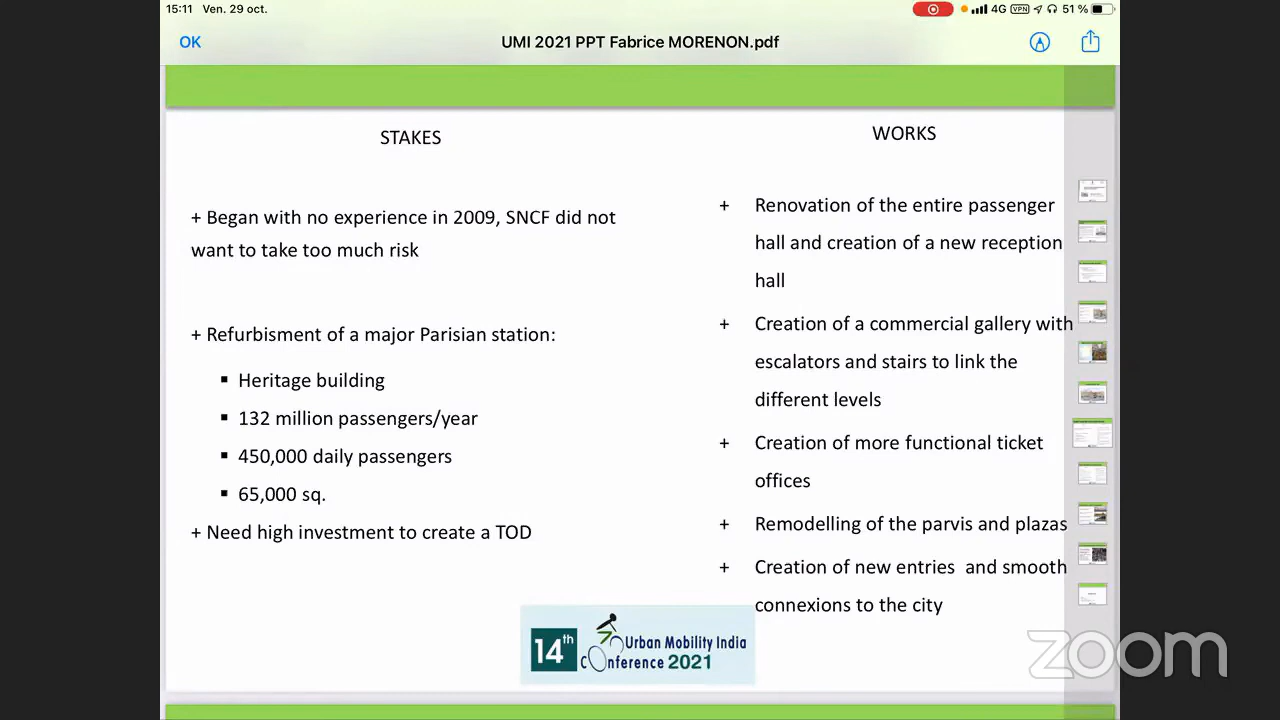 15:11 Ven. 29 oct.
4G VPN 51 %
OK
UMI 2021 PPT Fabrice MORENON.pdf
STAKES
+ Began with no experience in 2009, SNCF did not
want to take too much risk
+ Refurbisment of a major Parisian station:
▪ Heritage building
▪ 132 million passengers/year
▪ 450,000 daily passengers
▪ 65,000 sq.
+ Need high investment to create a TOD
WORKS
+ Renovation of the entire passenger
hall and creation of a new reception
hall
+ Creation of a commercial gallery with
escalators and stairs to link the
different levels
+ Creation of more functional ticket
offices
+ Remodelling of the parvis and plazas
+ Creation of new entries and smooth
connexions to the city
14th Urban Mobility India
Conference 2021
zoom